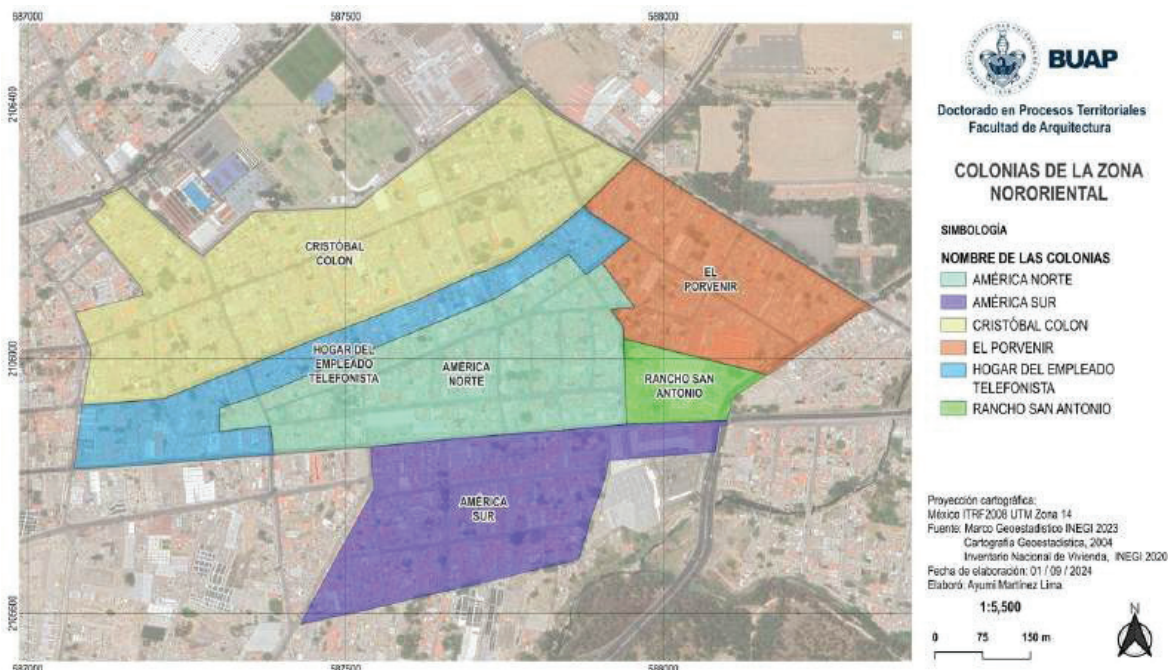 587000
587500
588000
2106400
2106000
2105600
587000
587500
588000
CRISTÓBAL
COLON
EL
PORVENIR
HOGAR DEL
EMPLEADO
TELEFONISTA
AMÉRICA
NORTE
RANCHO SAN
ANTONIO
AMÉRICA
SUR
BUAP
Doctorado en Procesos Territoriales
Facultad de Arquitectura
COLONIAS DE LA ZONA
NORORIENTAL
SIMBOLOGÍA
NOMBRE DE LAS COLONIAS
AMÉRICA NORTE
AMÉRICA SUR
CRISTÓBAL COLON
EL PORVENIR
HOGAR DEL EMPLEADO
TELEFONISTA
RANCHO SAN ANTONIO
Proyección cartográfica:
México ITRF2008 UTM Zona 14
Fuente: Marco Geoestadístico INEGI 2023
Cartografía Geoestadística, 2004
Inventario Nacional de Vivienda, INEGI 2020
Fecha de elaboración: 01 / 09 / 2024
Elaboró: Ayumi Martínez Lima
1:5,500
0 75 150 m
N